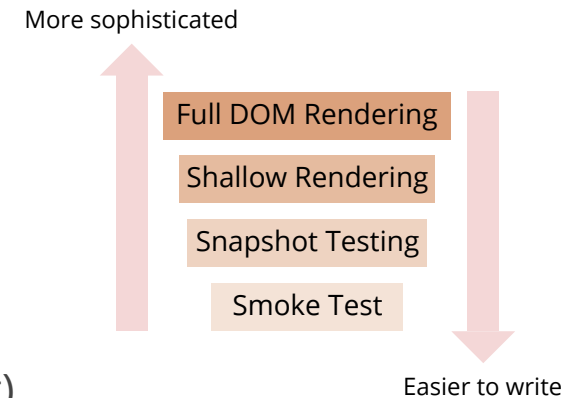 More sophisticated
Full DOM Rendering
Shallow Rendering
Snapshot Testing
Smoke Test
)
Easier to write